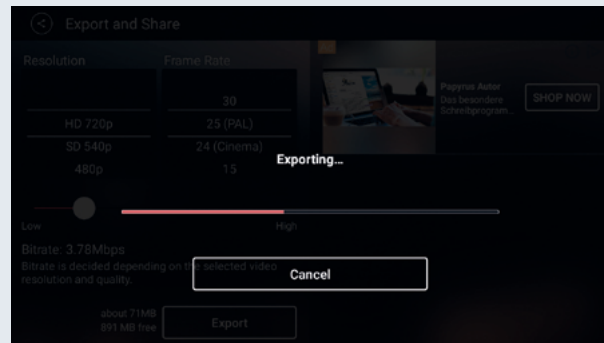 Export and Share
Resolution
Frame Rate
30
HD 720p
25 (PAL)
SD 540p
24 (Cinema)
480p
15
Papyrus Autor
Das besondere
Schreibprogram...
SHOP NOW
Exporting...
Low
High
Bitrate: 3.78Mbps
Bitrate is decided depending on the selected video
resolution and quality.
Cancel
about 71MB
891 MB free
Export